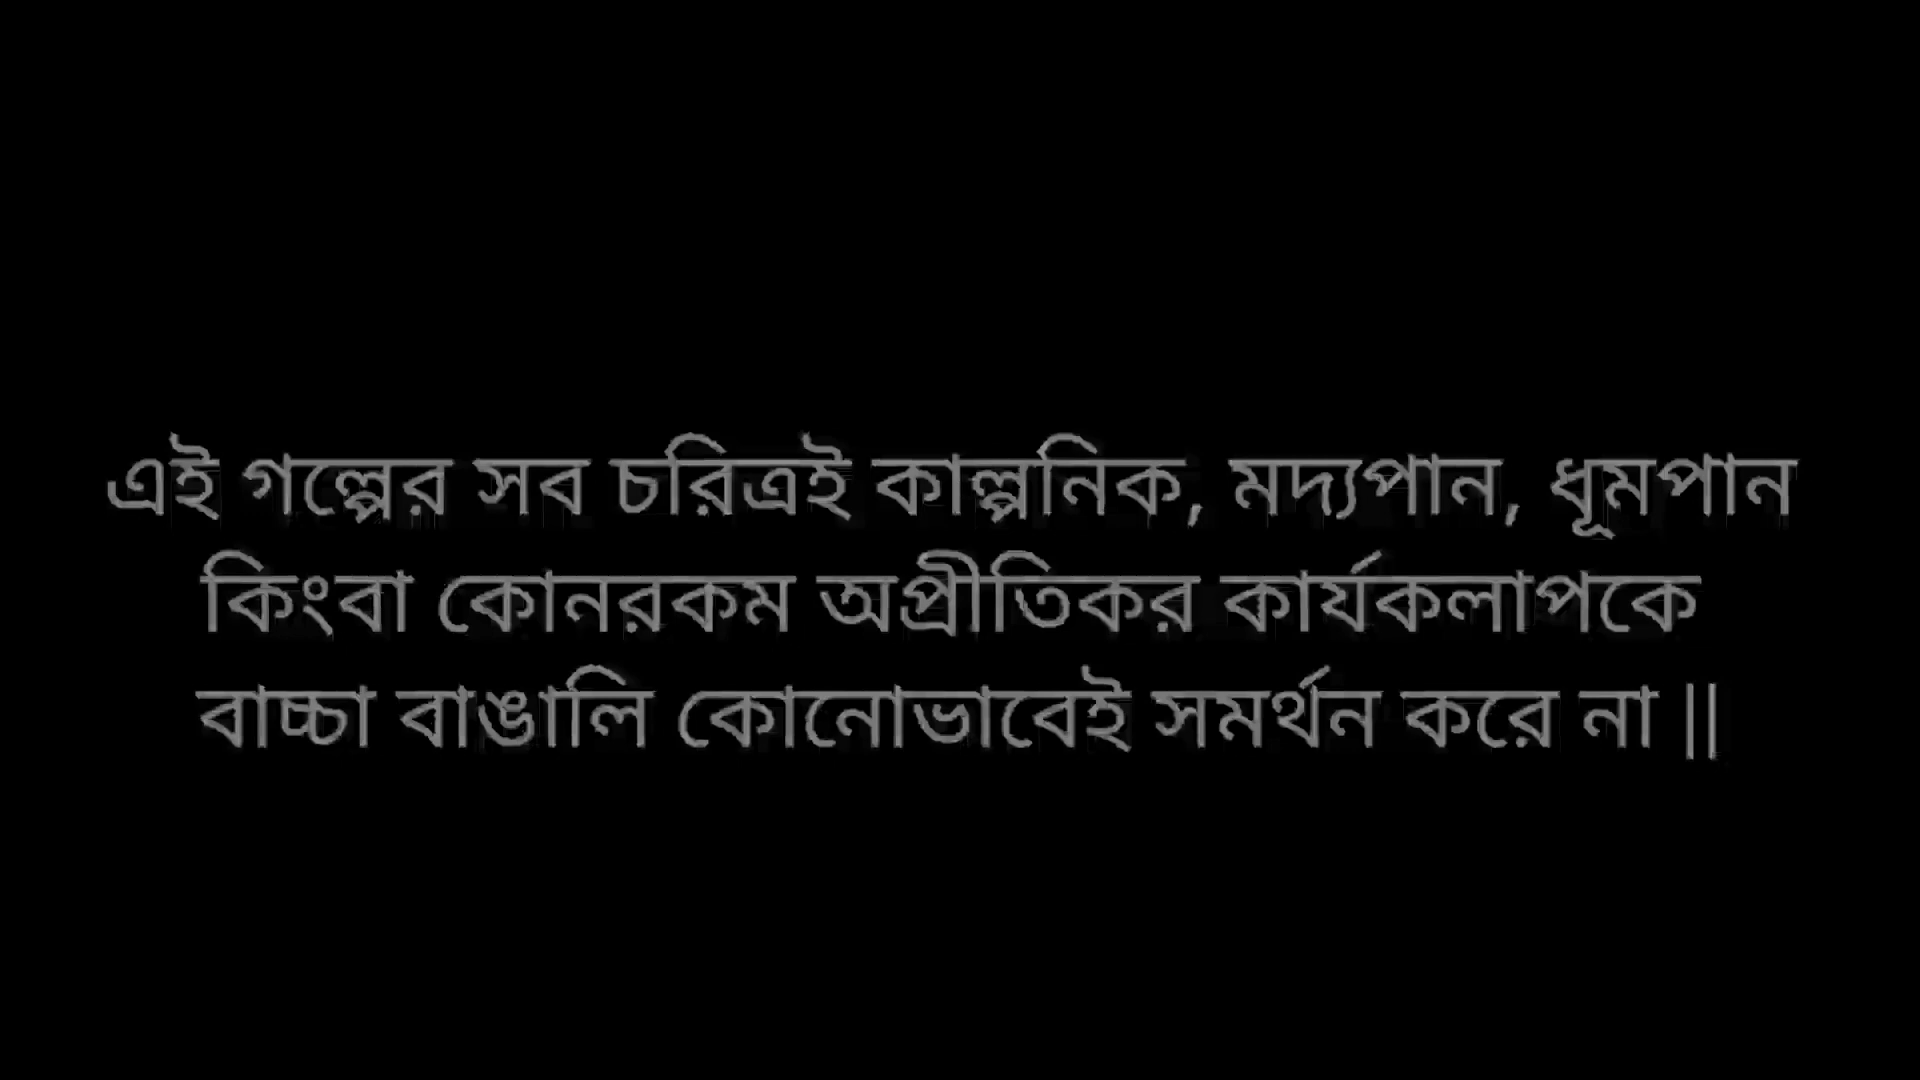 এই গল্পের সব চরিত্রই কাল্পনিক, মদ্যপান, ধূমপান
কিংবা কোনরকম অপ্রীতিকর কার্যকলাপকে
বাচ্চা বাঙালি কোনোভাবেই সমর্থন করে না ||